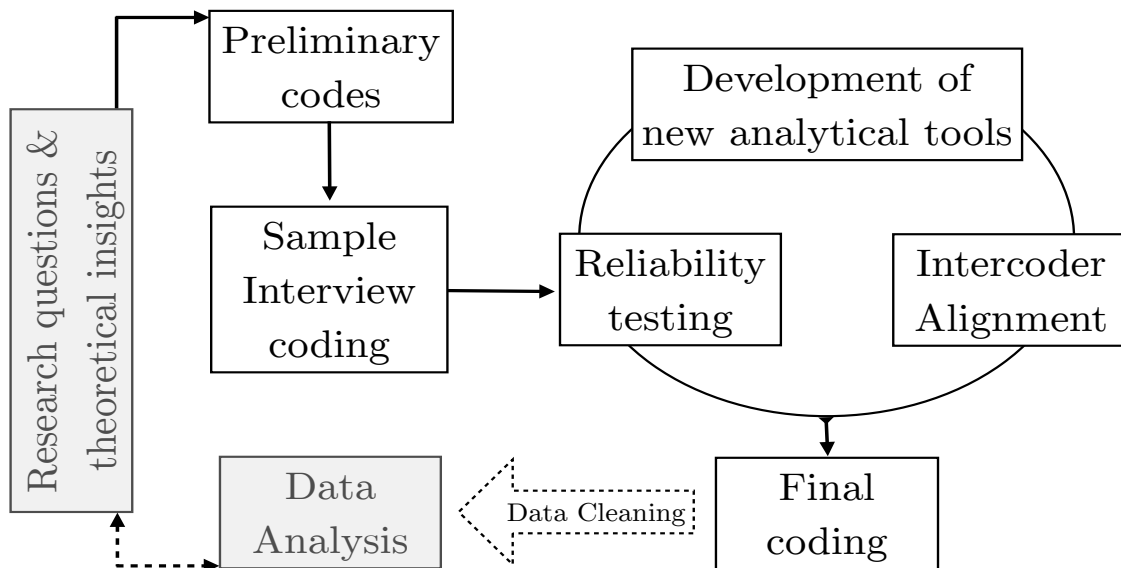 Research questions &
theoretical insights
Preliminary
codes
Sample
Interview
coding
Development of
new analytical tools
Reliability
testing
Intercoder
Alignment
Final
coding
Data Cleaning
Data
Analysis